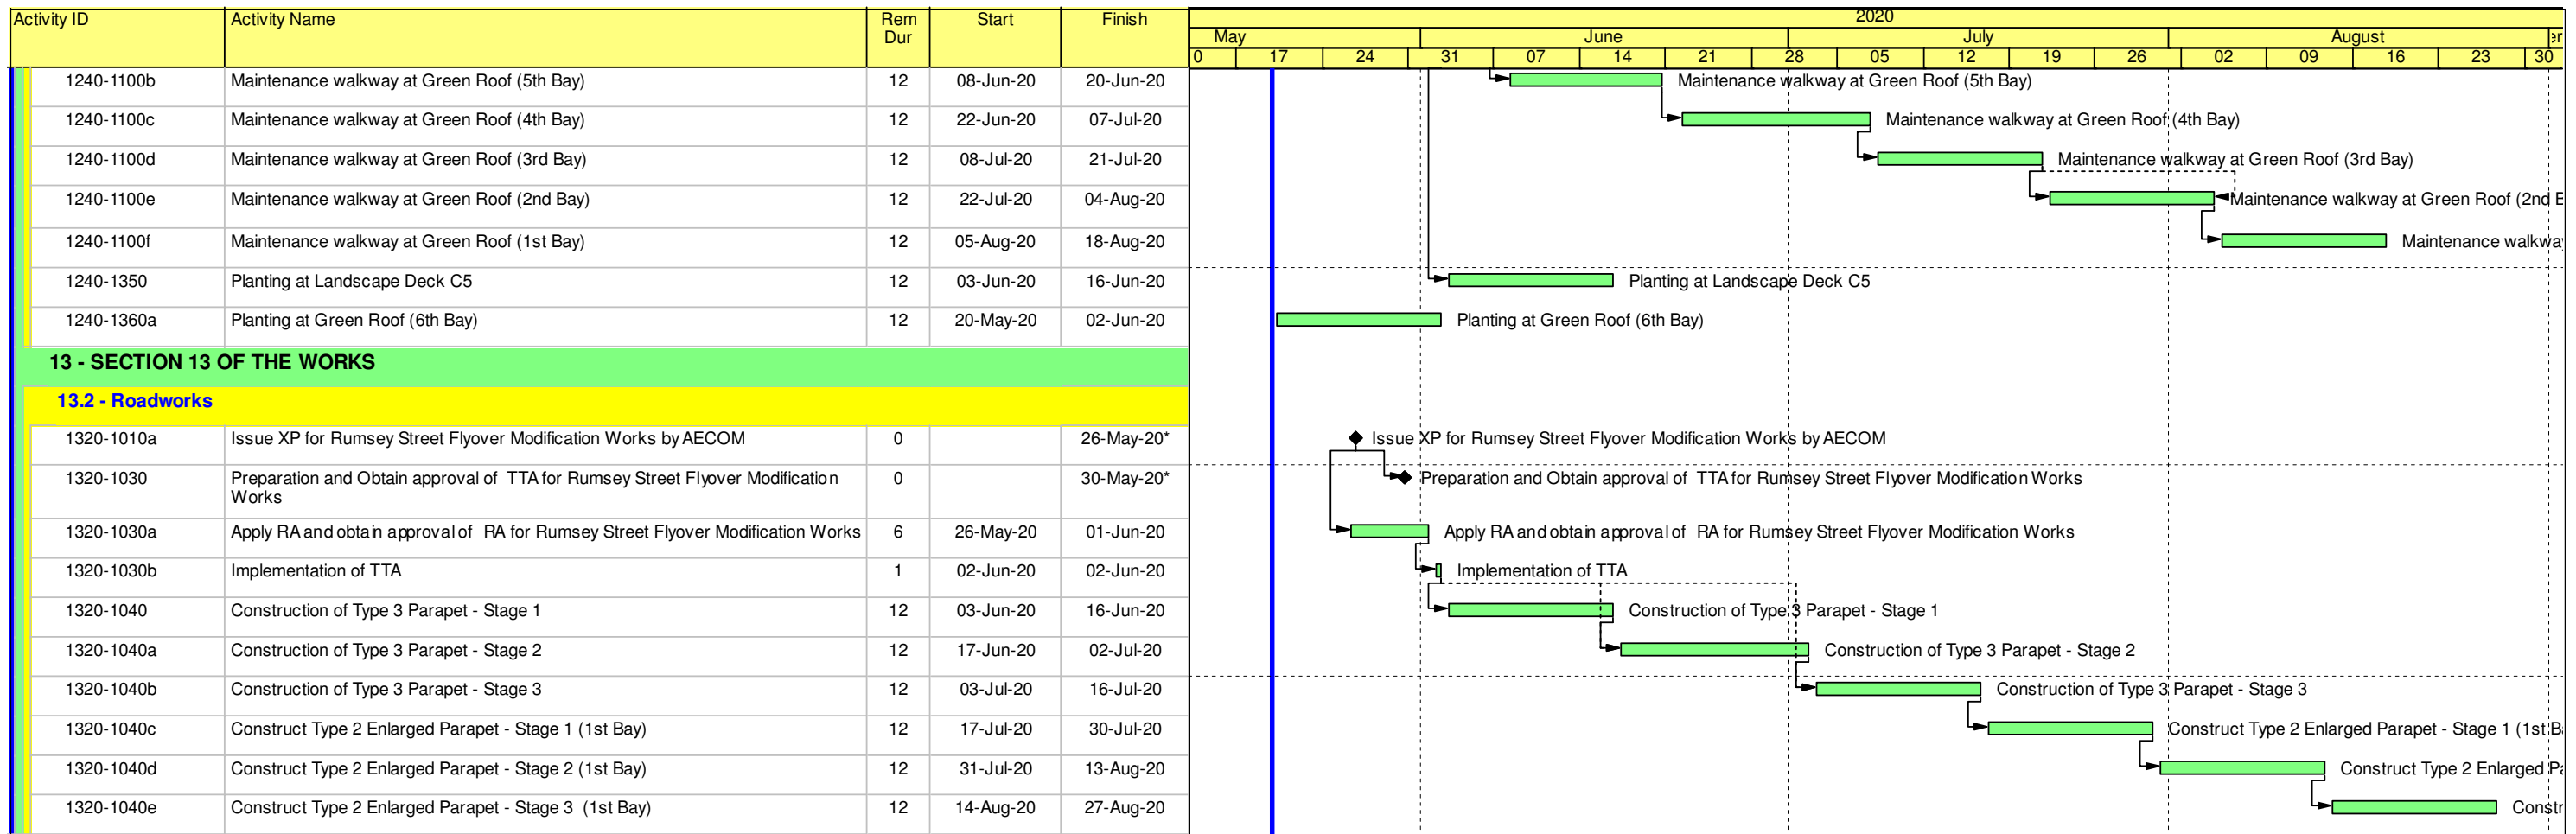 Activity ID Activity Name Rem Dur Start Finish 2020
May June July August
0 17 24 31 07 14 21 28 05 12 19 26 02 09 16 23 30
1240-1100b Maintenance walkway at Green Roof (5th Bay) 12 08-Jun-20 20-Jun-20 Maintenance walkway at Green Roof (5th Bay)
1240-1100c Maintenance walkway at Green Roof (4th Bay) 12 22-Jun-20 07-Jul-20 Maintenance walkway at Green Roof (4th Bay)
1240-1100d Maintenance walkway at Green Roof (3rd Bay) 12 08-Jul-20 21-Jul-20 Maintenance walkway at Green Roof (3rd Bay)
1240-1100e Maintenance walkway at Green Roof (2nd Bay) 12 22-Jul-20 04-Aug-20 Maintenance walkway at Green Roof (2nd
1240-1100f Maintenance walkway at Green Roof (1st Bay) 12 05-Aug-20 18-Aug-20 Maintenance
1240-1350 Planting at Landscape Deck C5 12 03-Jun-20 16-Jun-20 Planting at Landscape Deck C5
1240-1360a Planting at Green Roof (6th Bay) 12 20-May-20 02-Jun-20 Planting at Green Roof (6th Bay)
13 - SECTION 13 OF THE WORKS
13.2 - Roadworks
1320-1010a Issue XP for Rumsey Street Flyover Modification Works by AECOM 0 26-May-20* Issue XP for Rumsey Street Flyover Modification Works by AECOM
1320-1030 Preparation and Obtain approval of TTA for Rumsey Street Flyover Modification 0 30-May-20* Preparation and Obtain approval of TTA for Rumsey Street Flyover Modification Works
Works
1320-1030a Apply RA and obtain approval of RA for Rumsey Street Flyover Modification Works 6 26-May-20 01-Jun-20 Apply RA and obtain approval of RA for Rumsey Street Flyover Modification Works
1320-1030b Implementation of TTA 1 02-Jun-20 02-Jun-20 Implementation of TTA
1320-1040 Construction of Type 3 Parapet - Stage 1 12 03-Jun-20 16-Jun-20 Construction of Type 3 Parapet - Stage 1
1320-1040a Construction of Type 3 Parapet - Stage 2 12 17-Jun-20 02-Jul-20 Construction of Type 3 Parapet - Stage 2
1320-1040b Construction of Type 3 Parapet - Stage 3 12 03-Jul-20 16-Jul-20 Construction of Type 3 Parapet - Stage 3
1320-1040c Construct Type 2 Enlarged Parapet - Stage 1 (1st Bay) 12 17-Jul-20 30-Jul-20 Construct Type 2 Enlarged Parapet - Stage 1 (1st
1320-1040d Construct Type 2 Enlarged Parapet - Stage 2 (1st Bay) 12 31-Jul-20 13-Aug-20 Construct Type 2 Enlarged
1320-1040e Construct Type 2 Enlarged Parapet - Stage 3 (1st Bay) 12 14-Aug-20 27-Aug-20